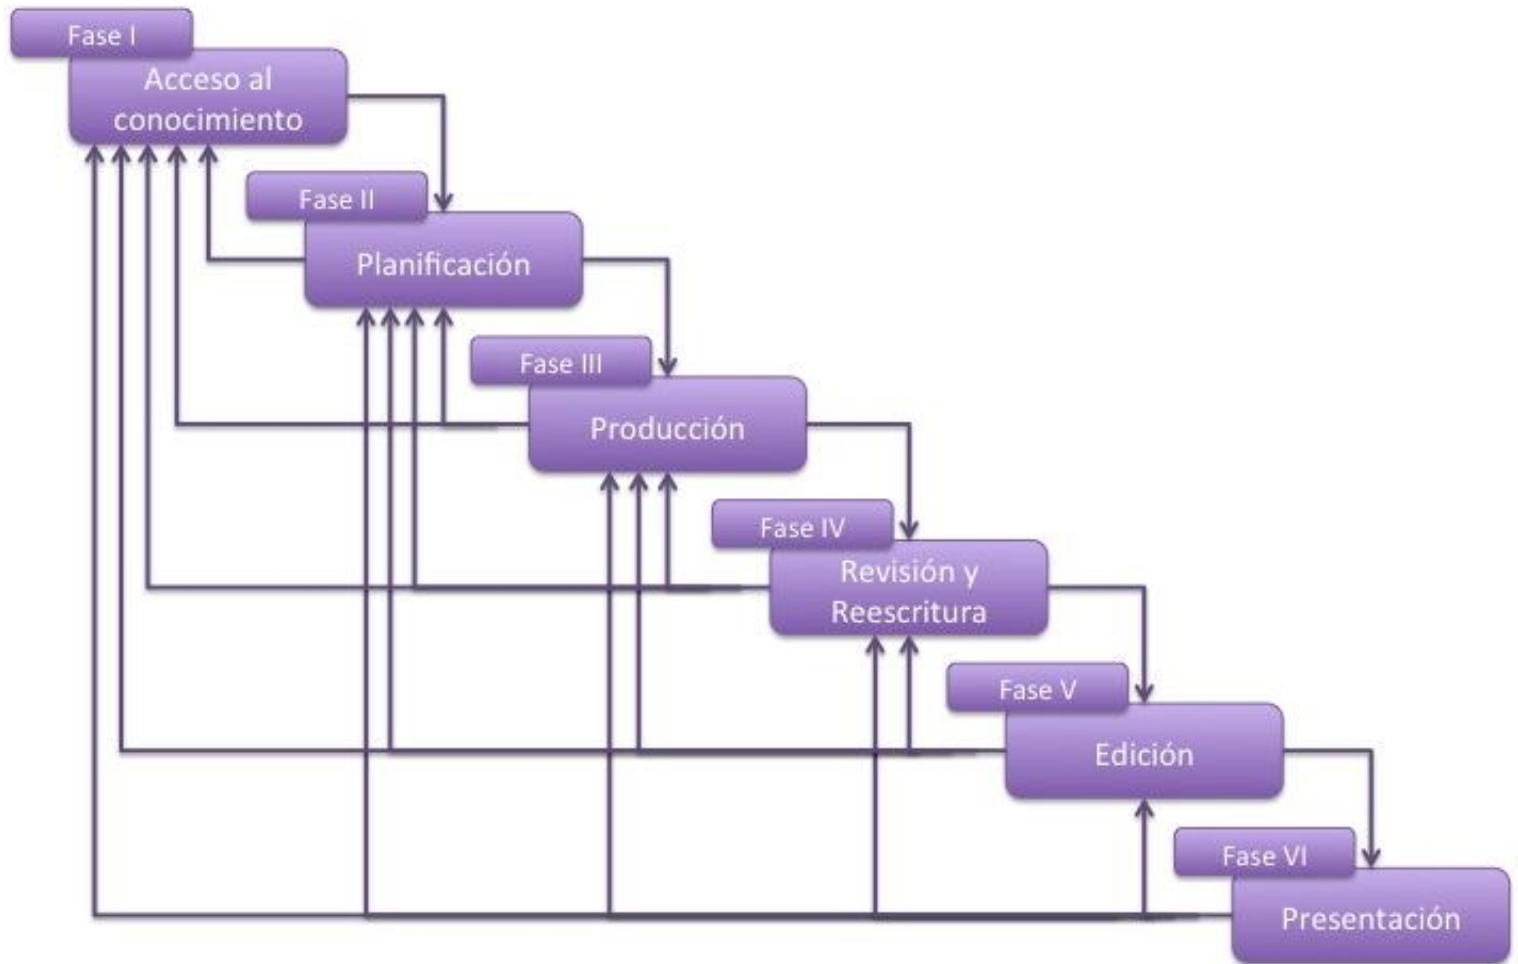 Fase I
Acceso al
conocimiento
Fase II
Planificación
Fase III
Producción
Fase IV
Revisión y
Reescritura
Fase V
Edición
Fase VI
Presentación